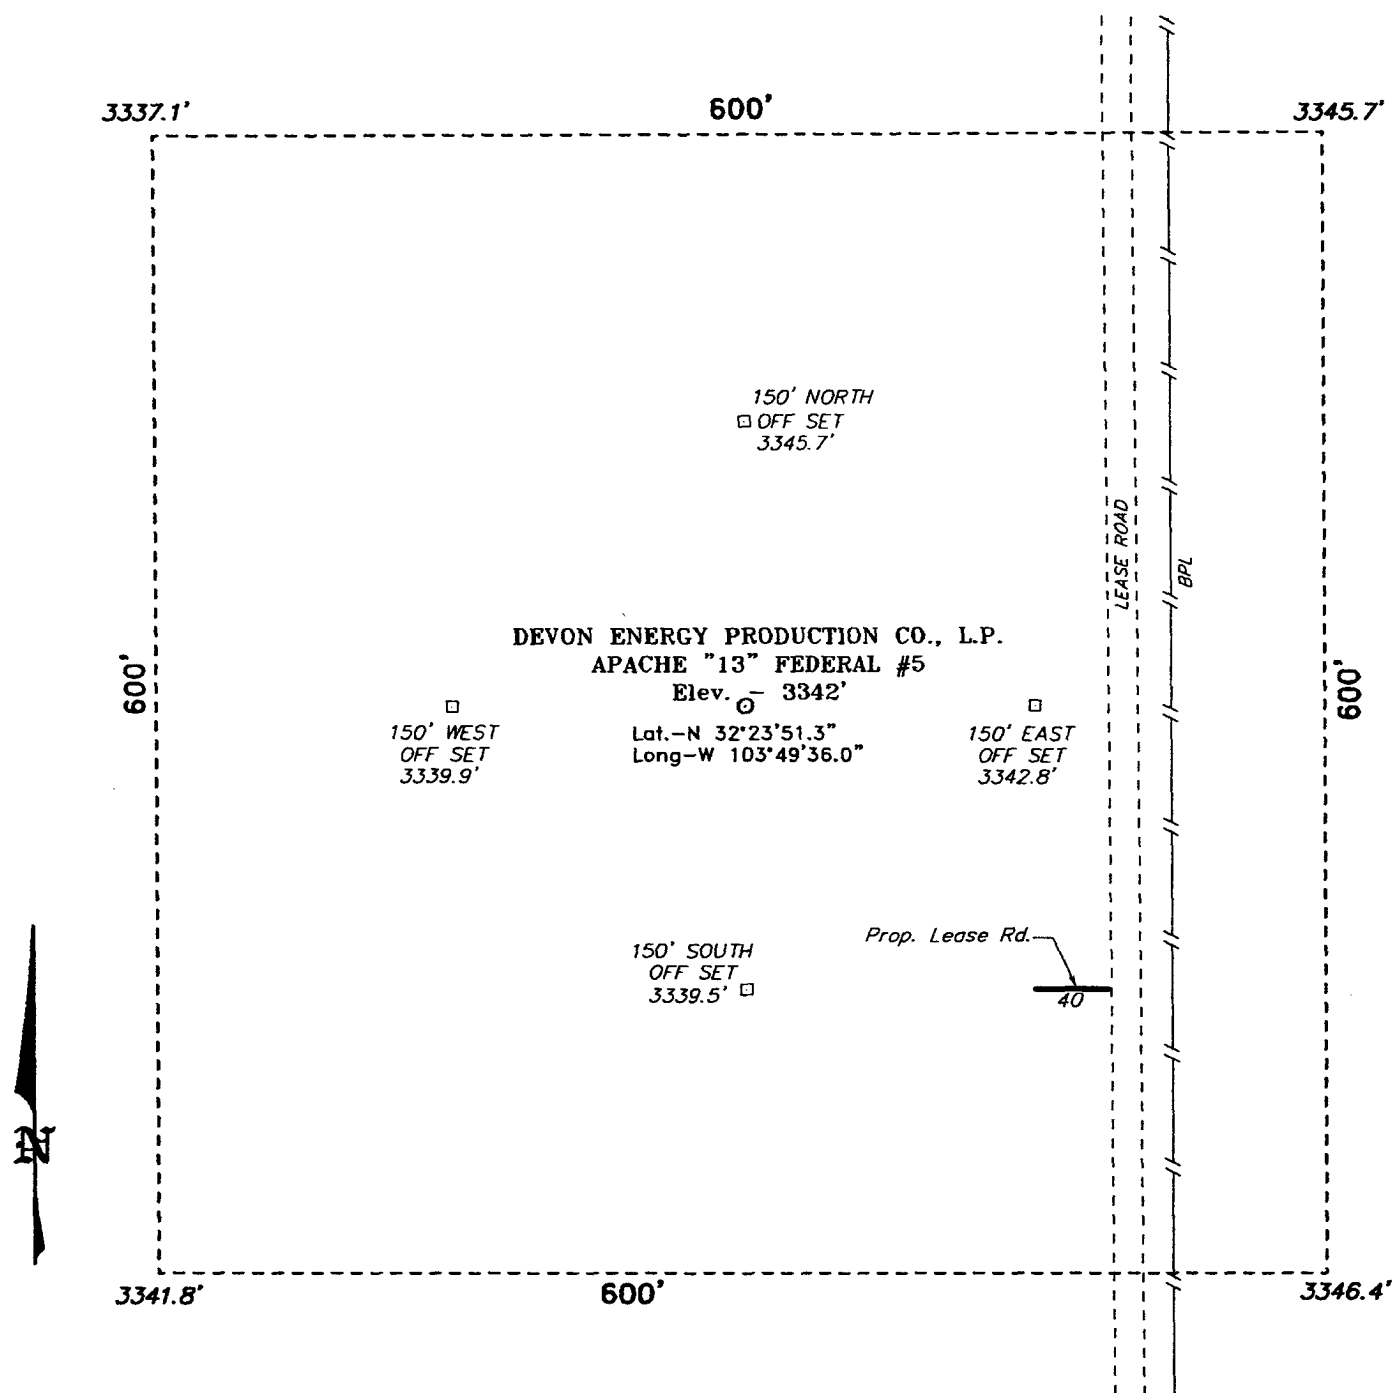 3337.1'
600'
3345.7'
150' NORTH
OFF SET
3345.7'
LEASE ROAD
BPL
DEVON ENERGY PRODUCTION CO., L.P.
APACHE "13" FEDERAL #5
Elev. - 3342'
600'
600'
150' WEST
OFF SET
3339.9'
Lat.-N 32°23'51.3"
Long-W 103°49'36.0"
150' EAST
OFF SET
3342.8'
Prop. Lease Rd.
150' SOUTH
OFF SET
3339.5'
40
N
3341.8'
600'
3346.4'